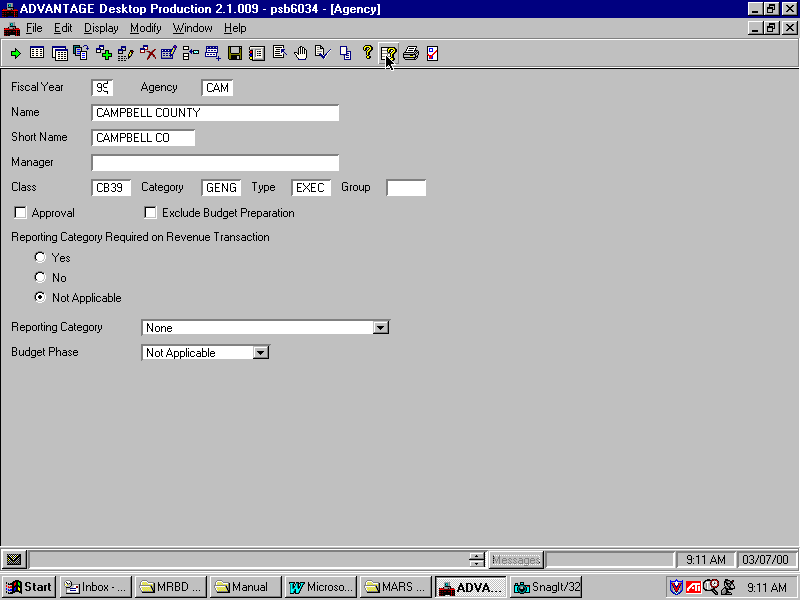 ADVANTAGE Desktop Production 2.1.009 - psb6034 - [Agency]
File Edit Display Modify Window Help
Fiscal Year 99 Agency CAM
Name CAMPBELL COUNTY
Short Name CAMPBELL CO
Manager
Class CB39 Category GENG Type EXEC Group
Approval Exclude Budget Preparation
Reporting Category Required on Revenue Transaction
Yes
No
Not Applicable
Reporting Category None
Budget Phase Not Applicable
Messages 9:11 AM 03/07/00
Start Inbox - ... MRBD ... Manual Microso... MARS ... ADVA... SnagIt/32 9:11 AM